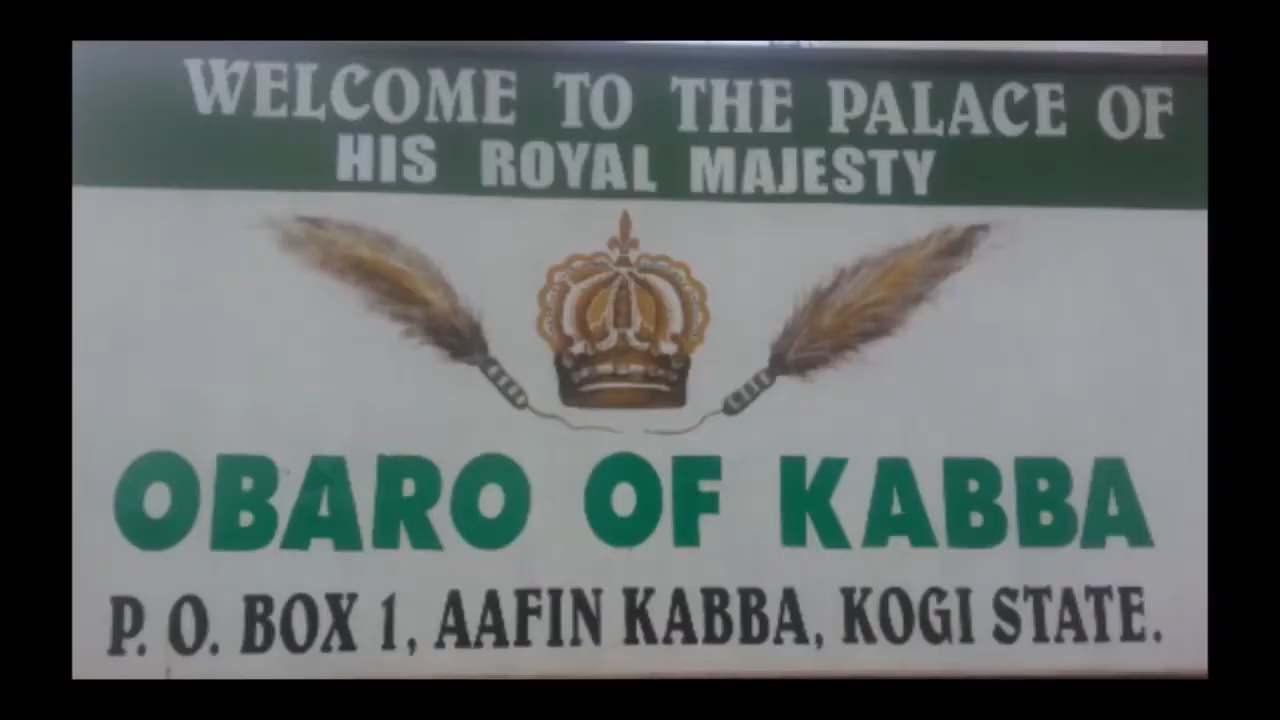 WELCOME TO THE PALACE OF
HIS ROYAL MAJESTY
OBARO OF KABBA
P. O. BOX 1, AAFIN KABBA, KOGI STATE.